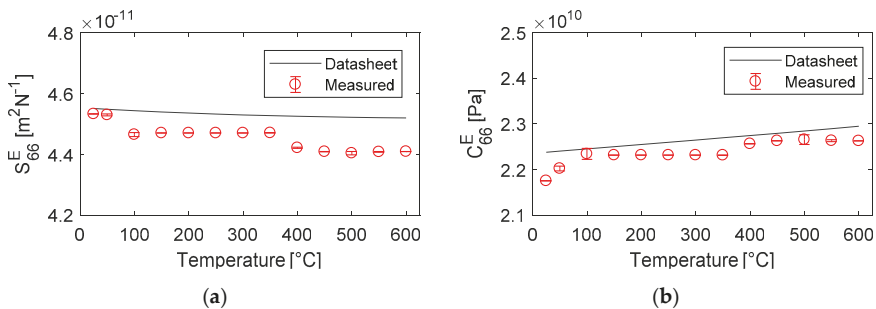 ×10⁻¹¹
4.8
4.6
4.4
4.2
S₆₆ᴱ [m²N⁻¹]
Datasheet
Measured
0 100 200 300 400 500 600
Temperature [°C]
(a)
×10¹⁰
2.5
2.4
2.3
2.2
2.1
C₆₆ᴱ [Pa]
Datasheet
Measured
0 100 200 300 400 500 600
Temperature [°C]
(b)